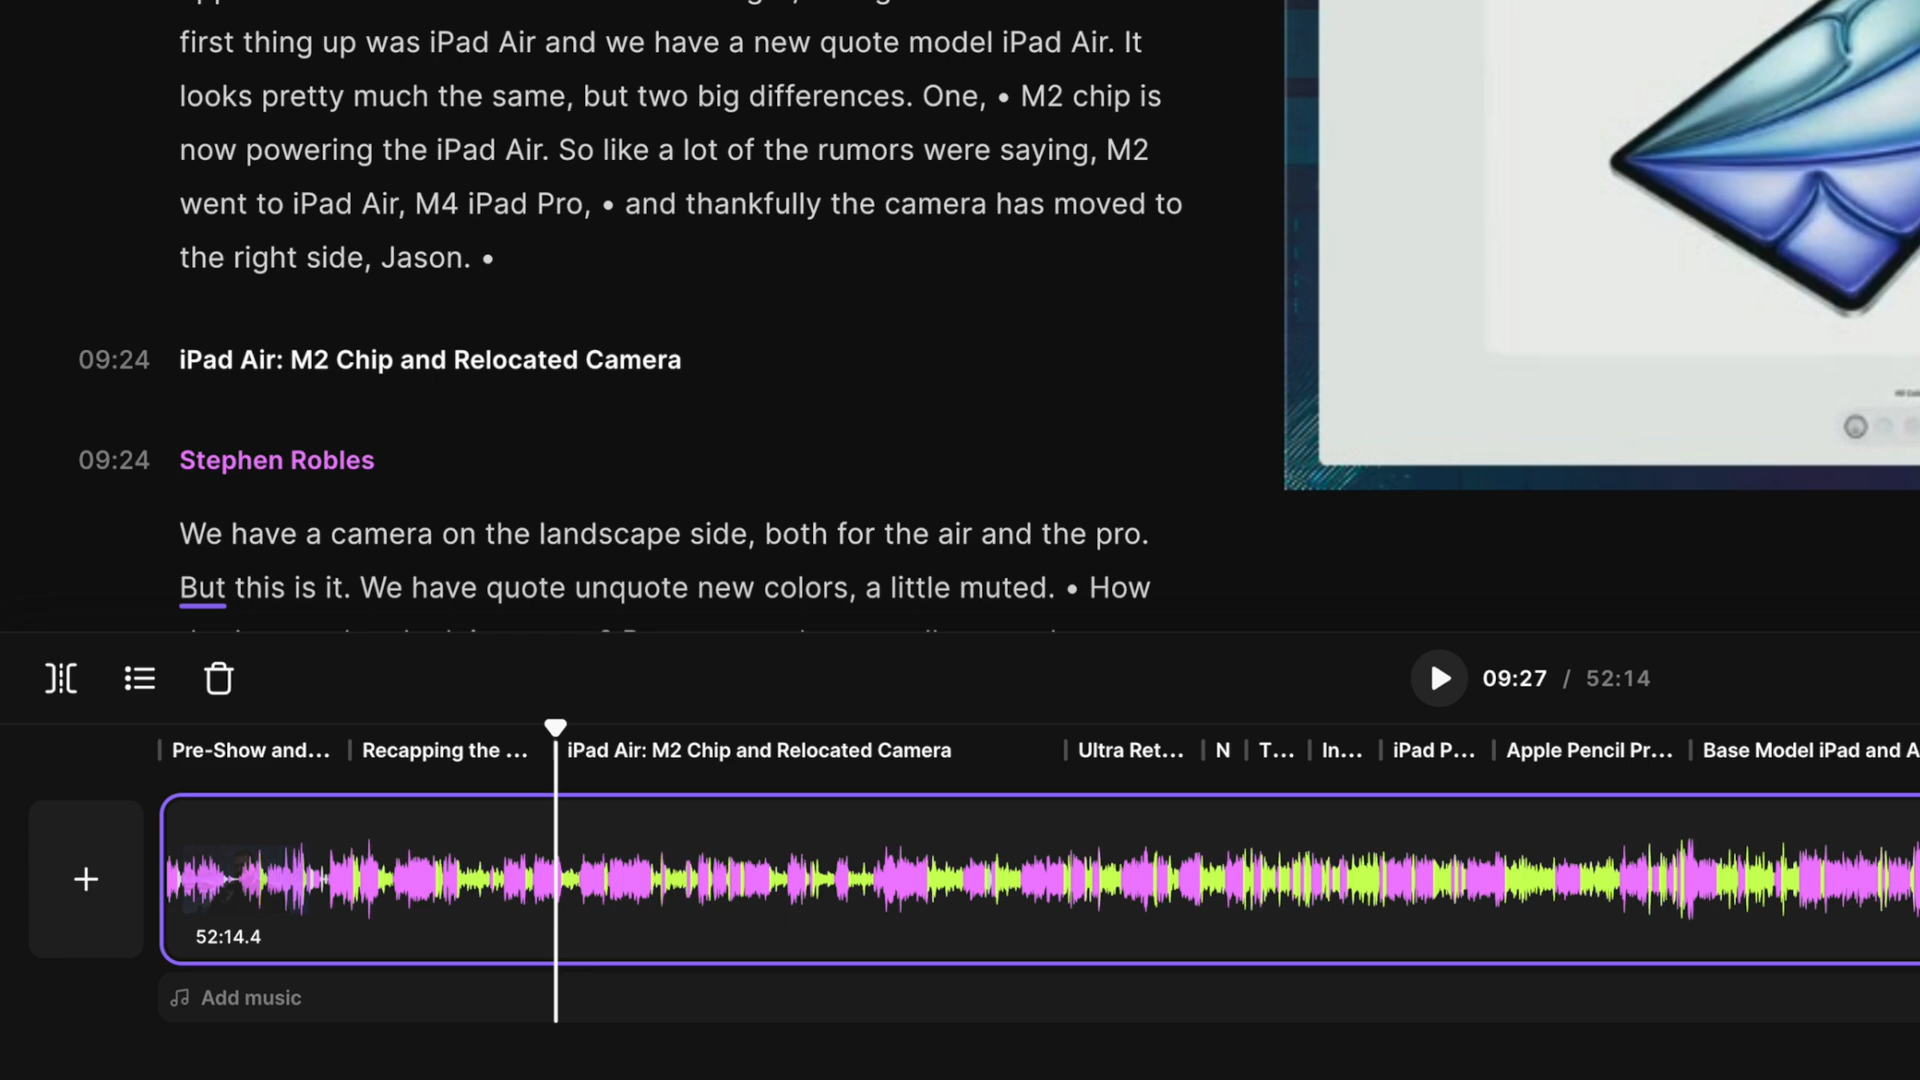 first thing up was iPad Air and we have a new quote model iPad Air. It
looks pretty much the same, but two big differences. One, • M2 chip is
now powering the iPad Air. So like a lot of the rumors were saying, M2
went to iPad Air, M4 iPad Pro, • and thankfully the camera has moved to
the right side, Jason. •
09:24 iPad Air: M2 Chip and Relocated Camera
09:24 Stephen Robles
We have a camera on the landscape side, both for the air and the pro.
But this is it. We have quote unquote new colors, a little muted. • How
09:27 / 52:14
Pre-Show and... Recapping the ... iPad Air: M2 Chip and Relocated Camera Ultra Ret... N T... In... iPad P... Apple Pencil Pr... Base Model iPad and A
+
52:14.4
Add music